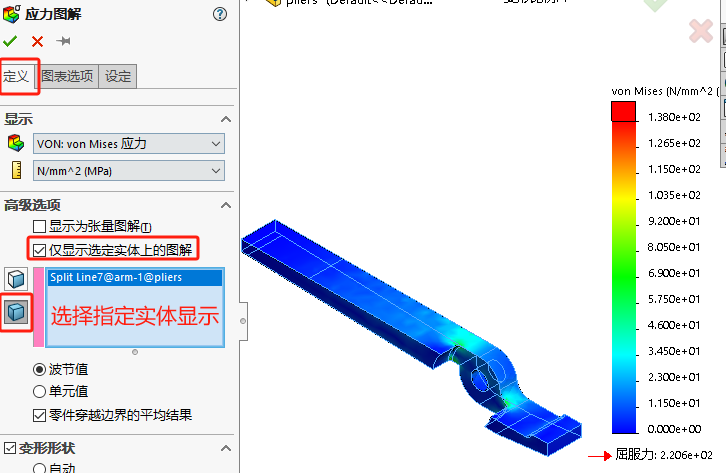 应力图解
定义
图表选项
设定
显示
VON: von Mises 应力
N/mm^2 (MPa)
高级选项
显示为张量图解(T)
仅显示选定实体上的图解
Split Line7@arm-1@pliers
选择指定实体显示
波节值
单元值
零件穿越边界的平均结果
变形形状
自动
pliers (Default<<Defau...
von Mises (N/mm^2 (
1.380e+02
1.265e+02
1.150e+02
1.035e+02
9.200e+01
8.050e+01
6.900e+01
5.750e+01
4.600e+01
3.450e+01
2.300e+01
1.150e+01
0.000e+00
屈服力: 2.206e+02